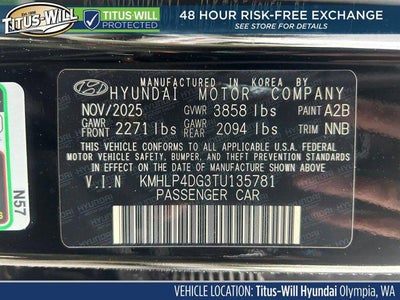 TITUS-WILL
TITUS-WILL
PROTECTION PROMISE
48 HOUR RISK-FREE EXCHANGE
SEE STORE FOR DETAILS
MANUFACTURED IN KOREA BY
HYUNDAI MOTOR COMPANY
NOV/2025 GVWR 3858 lbs PAINT A2B
GAWR FRONT 2271 lbs GAWR REAR 2094 lbs TRIM NNB
THIS VEHICLE CONFORMS TO ALL APPLICABLE U.S.A. FEDERAL
MOTOR VEHICLE SAFETY, BUMPER, AND THEFT PREVENTION
STANDARDS IN EFFECT ON THE DATE OF MANUFACTURE SHOWN ABOVE.
V.I.N KMHLP4DG3TU135781
PASSENGER CAR
N57
VEHICLE LOCATION: Titus-Will Hyundai Olympia, WA